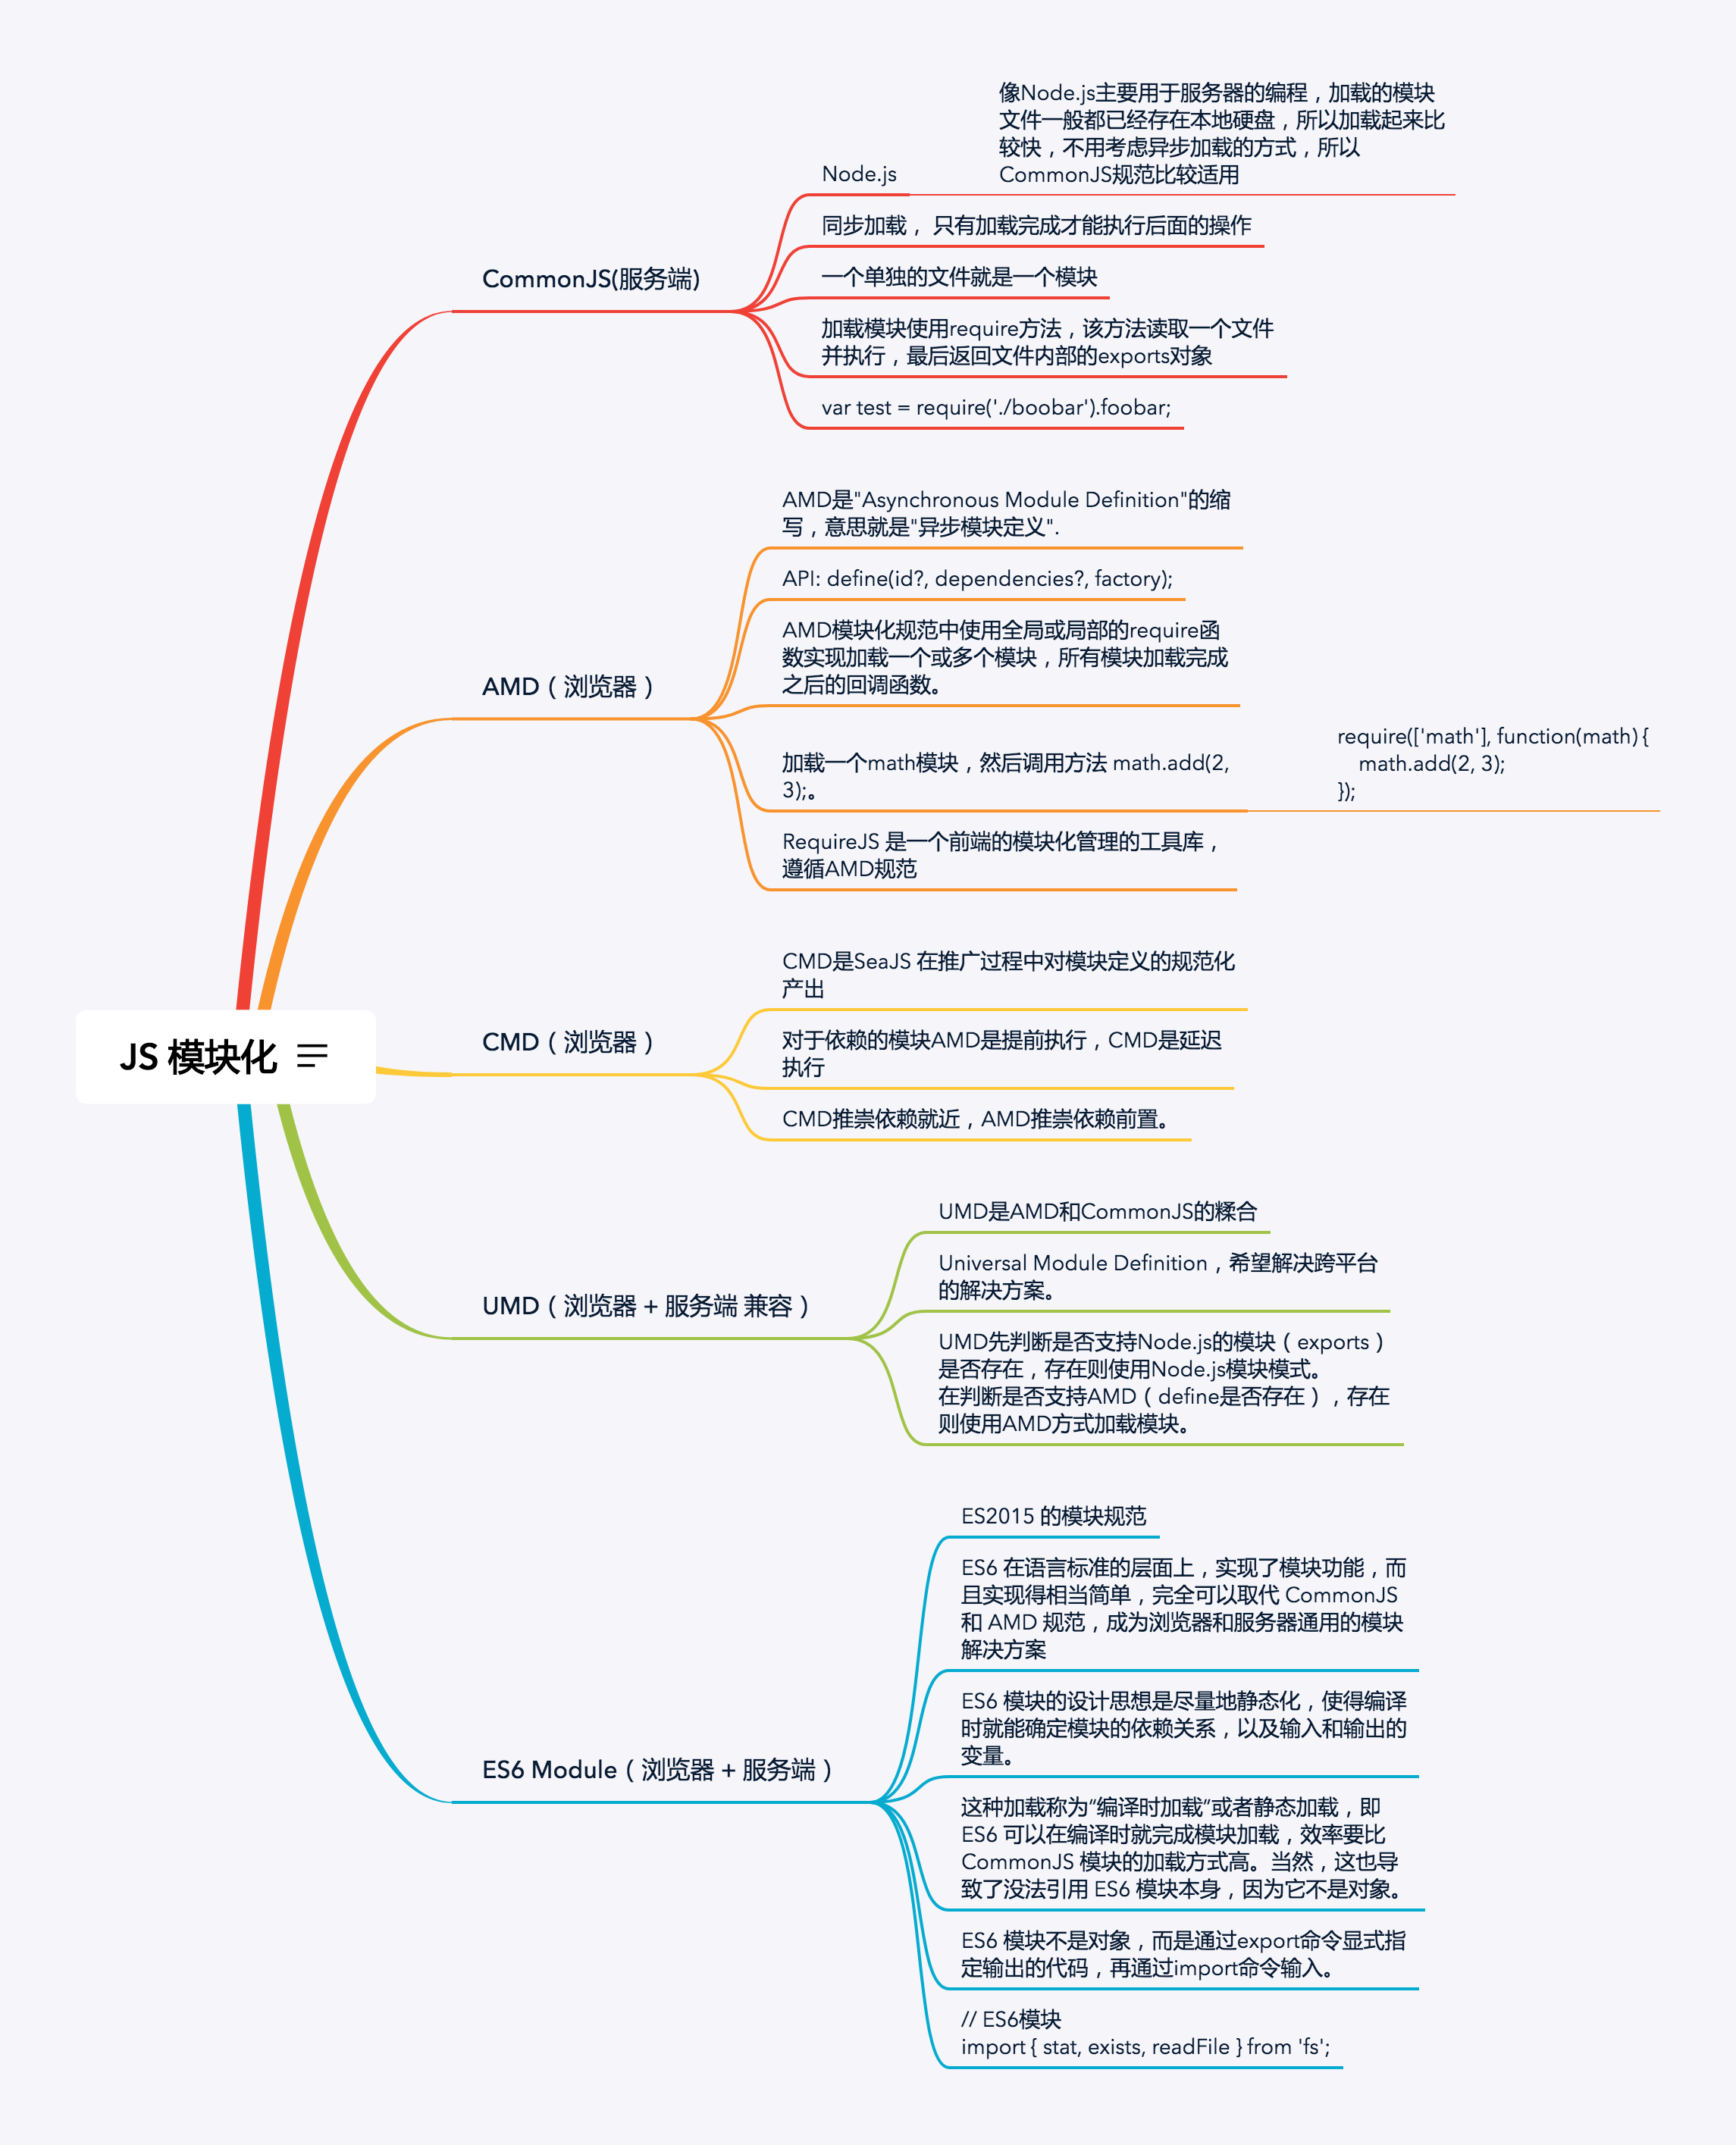 JS 模块化
CommonJS(服务端)
Node.js
像Node.js主要用于服务器的编程，加载的模块
文件一般都已经存在本地硬盘，所以加载起来比
较快，不用考虑异步加载的方式，所以
CommonJS规范比较适用
同步加载， 只有加载完成才能执行后面的操作
一个单独的文件就是一个模块
加载模块使用require方法，该方法读取一个文件
并执行，最后返回文件内部的exports对象
var test = require('./boobar').foobar;
AMD（浏览器）
AMD是"Asynchronous Module Definition"的缩
写，意思就是"异步模块定义".
API: define(id?, dependencies?, factory);
AMD模块化规范中使用全局或局部的require函
数实现加载一个或多个模块，所有模块加载完成
之后的回调函数。
加载一个math模块，然后调用方法 math.add(2,
3);。
require(['math'], function(math) {
math.add(2, 3);
});
RequireJS 是一个前端的模块化管理的工具库，
遵循AMD规范
CMD（浏览器）
CMD是SeaJS 在推广过程中对模块定义的规范化
产出
对于依赖的模块AMD是提前执行，CMD是延迟
执行
CMD推崇依赖就近，AMD推崇依赖前置。
UMD（浏览器 + 服务端 兼容）
UMD是AMD和CommonJS的糅合
Universal Module Definition，希望解决跨平台
的解决方案。
UMD先判断是否支持Node.js的模块（exports）
是否存在，存在则使用Node.js模块模式。
在判断是否支持AMD（define是否存在），存在
则使用AMD方式加载模块。
ES6 Module（浏览器 + 服务端）
ES2015 的模块规范
ES6 在语言标准的层面上，实现了模块功能，而
且实现得相当简单，完全可以取代 CommonJS
和 AMD 规范，成为浏览器和服务器通用的模块
解决方案
ES6 模块的设计思想是尽量地静态化，使得编译
时就能确定模块的依赖关系，以及输入和输出的
变量。
这种加载称为“编译时加载”或者静态加载，即
ES6 可以在编译时就完成模块加载，效率要比
CommonJS 模块的加载方式高。当然，这也导
致了没法引用 ES6 模块本身，因为它不是对象。
ES6 模块不是对象，而是通过export命令显式指
定输出的代码，再通过import命令输入。
// ES6模块
import { stat, exists, readFile } from 'fs';